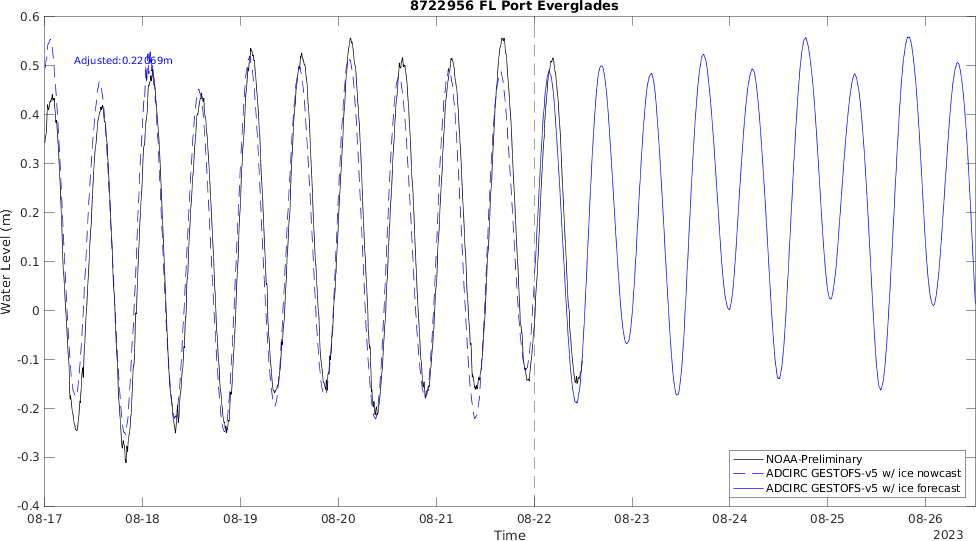 8722956 FL Port Everglades
Adjusted:0.22069m
Water Level (m)
0.6
0.5
0.4
0.3
0.2
0.1
0
-0.1
-0.2
-0.3
-0.4
NOAA-Preliminary
ADCIRC GESTOFS-v5 w/ ice nowcast
ADCIRC GESTOFS-v5 w/ ice forecast
08-17 08-18 08-19 08-20 08-21 08-22 08-23 08-24 08-25 08-26
Time
2023